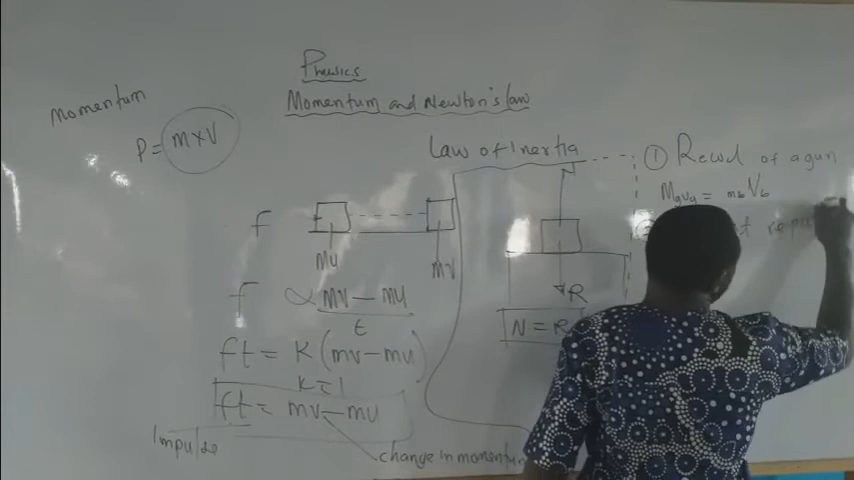 Physics
Momentum and Newton's law
Momentum
P = m x v
Law of Inertia
f
MU
MV
f ∝ MV - MU
t
ft = K (mv - mu)
K = 1
ft = mv - mu
Impulse
change in momentum
N
R
N = R
① Recoil of a gun
Mgvg = mbVb
②